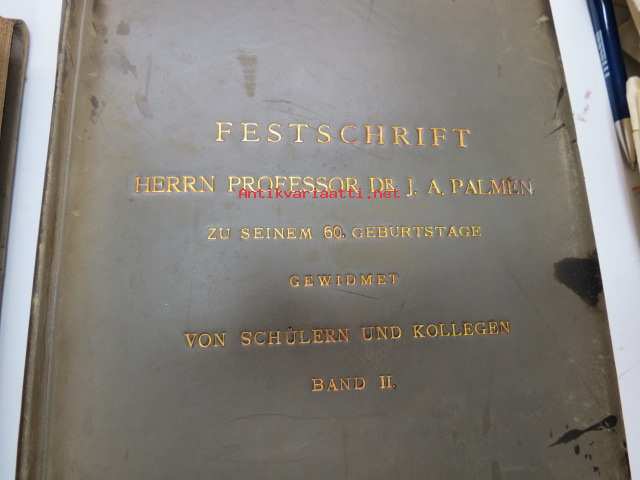 FESTSCHRIFT
HERRN PROFESSOR DR. J. A. PALMÉN
Antikvariaatti.net
ZU SEINEM 60. GEBURTSTAGE
GEWIDMET
VON SCHÜLERN UND KOLLEGEN
BAND II.